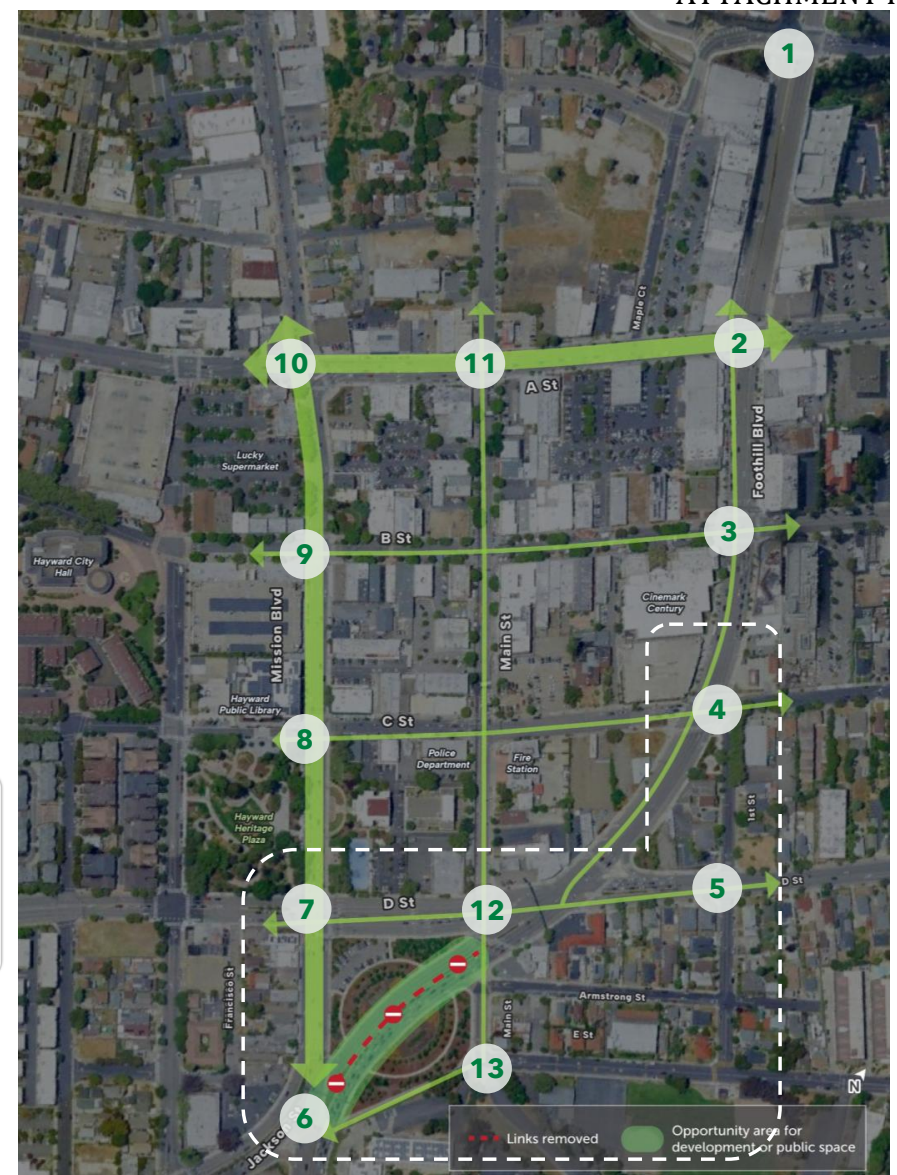 1
2
10
11
Maple Ct
A St
Foothill Blvd
Lucky
Supermarket
3
9
B St
Hayward City
Hall
Cinemark
Century
Mission Blvd
Main St
Hayward
Public Library
4
8
C St
Police
Department
Fire
Station
1st St
Hayward
Heritage
Plaza
5
D St
7
D St
12
Francisco St
Armstrong St
Main St
E St
13
N
6
Links removed
Opportunity area for
development or public space